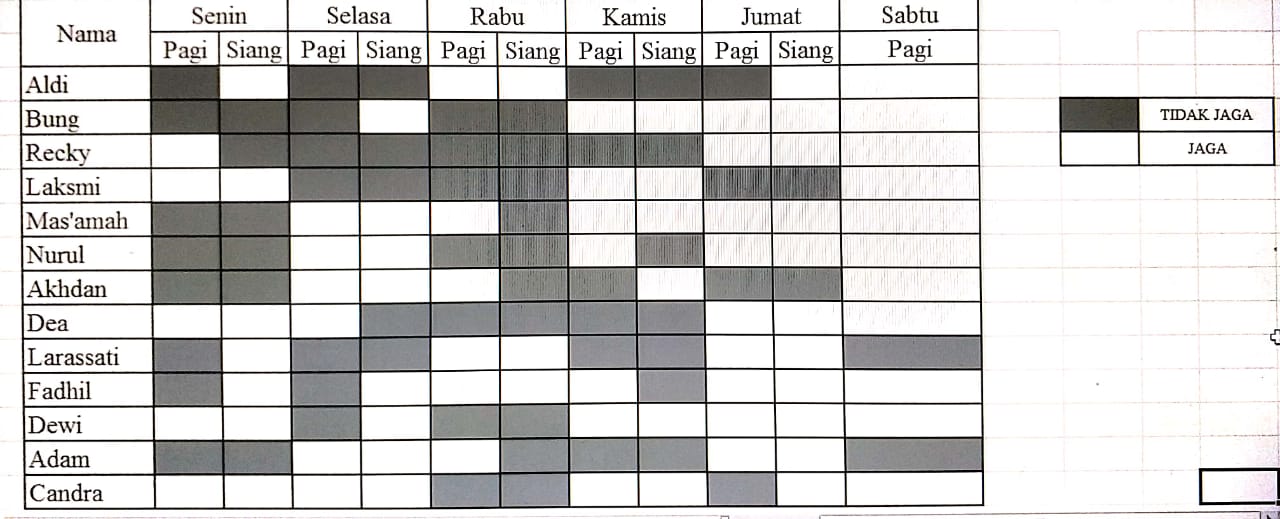 Nama Senin Selasa Rabu Kamis Jumat Sabtu
Pagi Siang Pagi Siang Pagi Siang Pagi Siang Pagi Siang Pagi
Aldi
Bung
Recky
Laksmi
Mas'amah
Nurul
Akhdan
Dea
Larassati
Fadhil
Dewi
Adam
Candra
TIDAK JAGA
JAGA